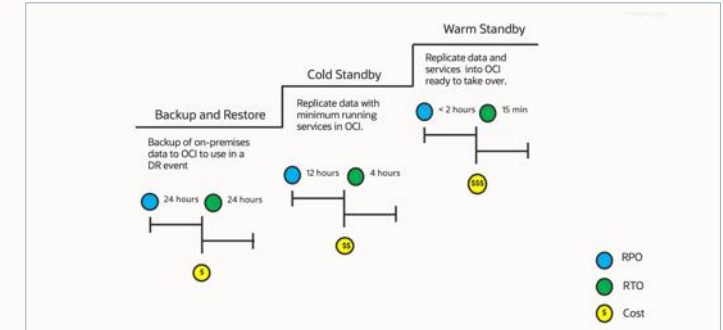 Warm Standby
Replicate data and
services into OCI
ready to take over.
< 2 hours
15 min
$$$
Cold Standby
Replicate data with
minimum running
services in OCI.
12 hours
4 hours
$$
Backup and Restore
Backup of on-premises
data to OCI to use in a
DR event
24 hours
24 hours
$
RPO
RTO
$
Cost